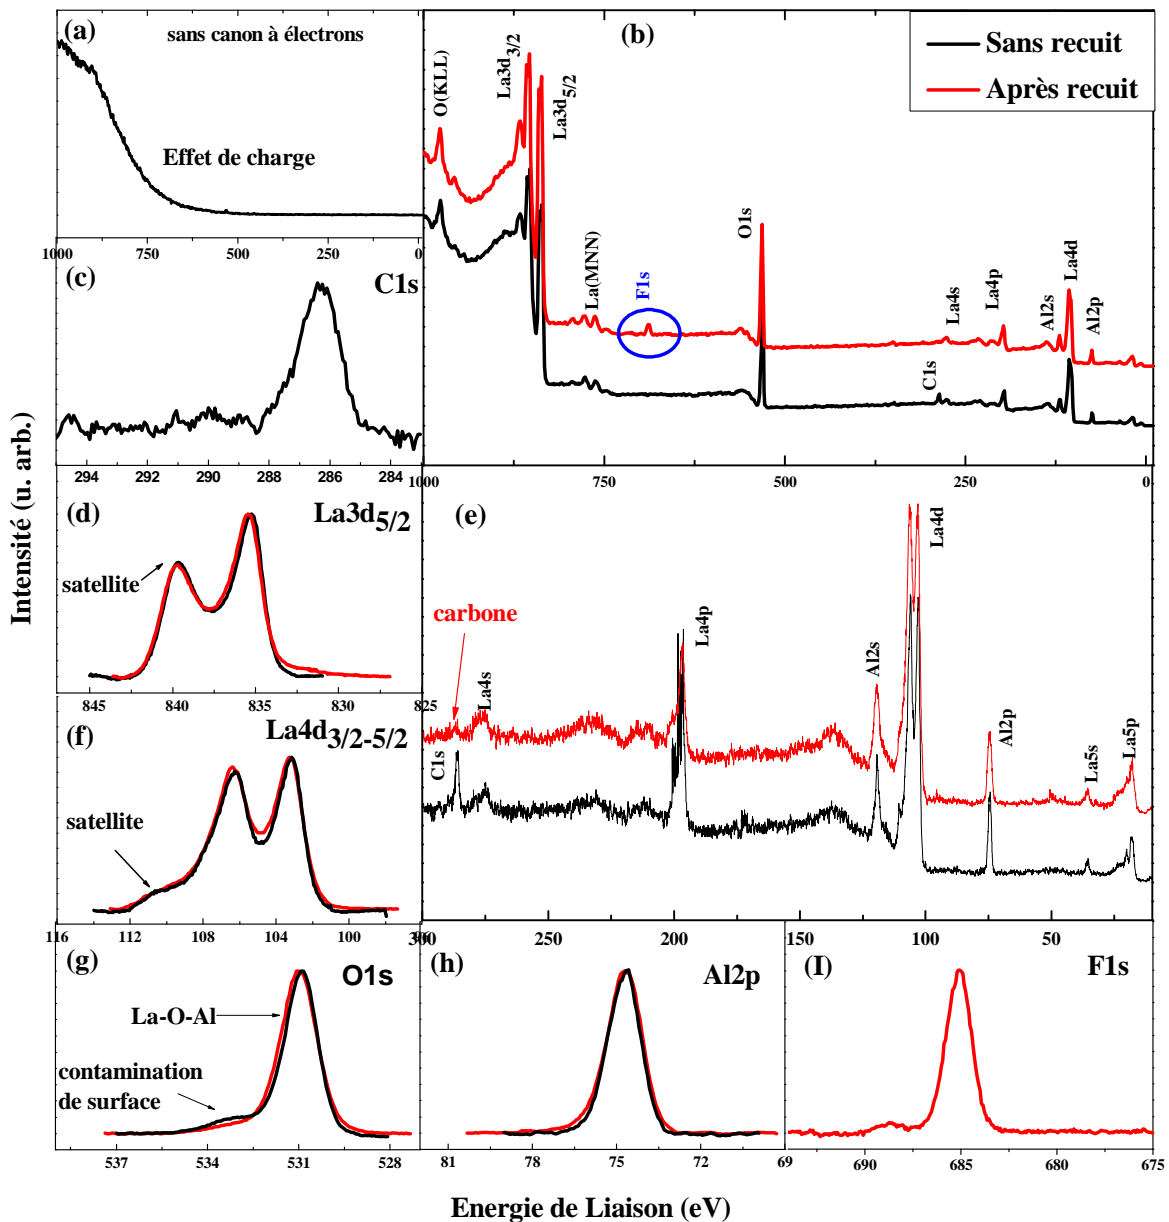 (a)
sans canon à électrons
Effet de charge
1000 750 500 250 0
(b)
Sans recuit
Après recuit
O(KLL)
La3d3/2
La3d5/2
La(MNN)
F1s
O1s
La4s
La4p
Al2s
La4d
Al2p
C1s
1000 750 500 250 0
(c)
C1s
294 292 290 288 286 284
(d)
La3d5/2
satellite
845 840 835 830 825
(e)
carbone
C1s
La4s
La4p
Al2s
La4d
Al2p
La5s
La5p
300 250 200 150 100 50
(f)
La4d3/2-5/2
satellite
116 112 108 104 100
(g)
O1s
La-O-Al
contamination
de surface
537 534 531 528
(h)
Al2p
81 78 75 72 69
(I)
F1s
690 685 680 675
Intensité (u. arb.)
Energie de Liaison (eV)